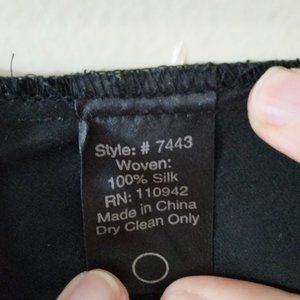 Style: # 7443
Woven:
100% Silk
RN: 110942
Made in China
Dry Clean Only